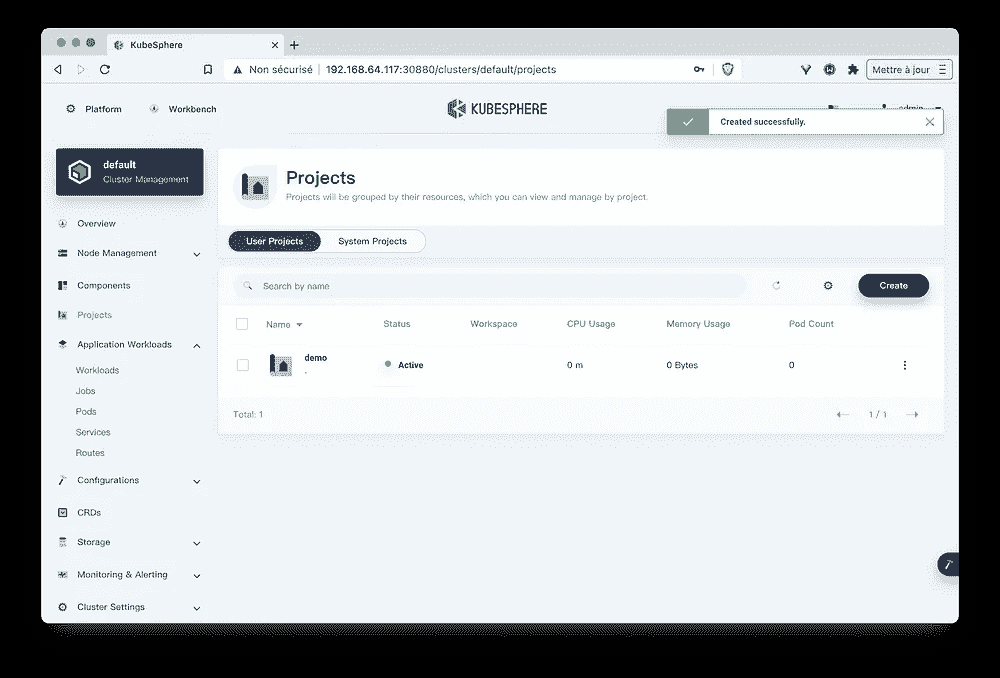 KubeSphere
Non sécurisé | 192.168.64.117:30880/clusters/default/projects
Mettre à jour
Platform
Workbench
KUBESPHERE
admin
Created successfully.
default
Cluster Management
Projects
Projects will be grouped by their resources, which you can view and manage by project.
Overview
Node Management
Components
Projects
Application Workloads
Workloads
Jobs
Pods
Services
Routes
Configurations
CRDs
Storage
Monitoring & Alerting
Cluster Settings
User Projects
System Projects
Search by name
Create
Name Status Workspace CPU Usage Memory Usage Pod Count
demo Active 0 m 0 Bytes 0
-
Total: 1
1 / 1